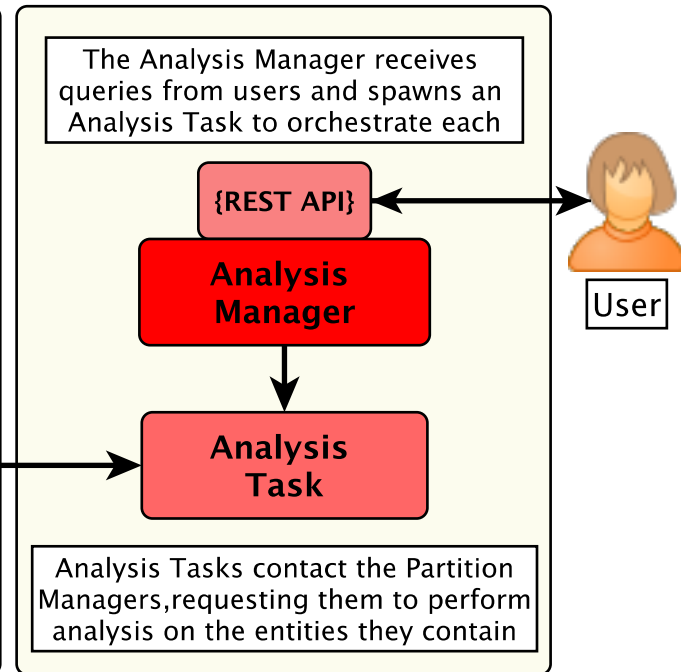 The Analysis Manager receives
queries from users and spawns an
Analysis Task to orchestrate each
{REST API}
Analysis
Manager
User
Analysis
Task
Analysis Tasks contact the Partition
Managers,requesting them to perform
analysis on the entities they contain